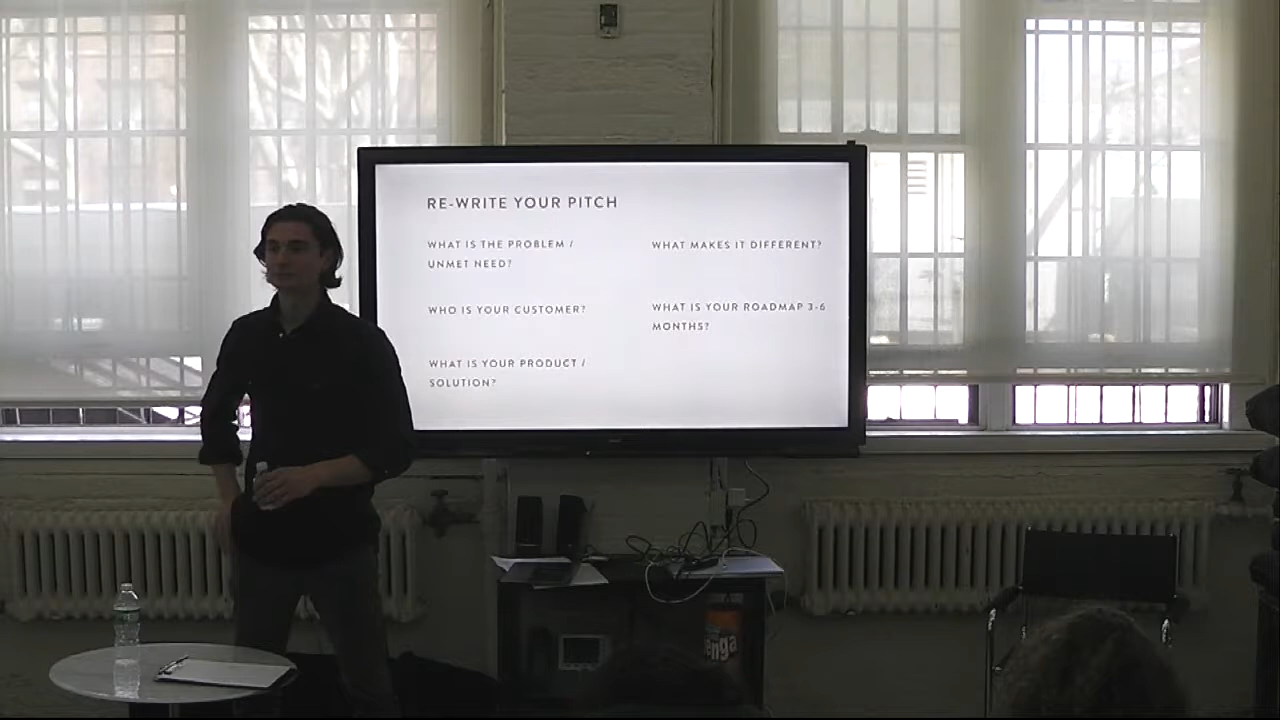 RE-WRITE YOUR PITCH
WHAT IS THE PROBLEM /
UNMET NEED?
WHO IS YOUR CUSTOMER?
WHAT IS YOUR PRODUCT /
SOLUTION?
WHAT MAKES IT DIFFERENT?
WHAT IS YOUR ROADMAP 3-6
MONTHS?